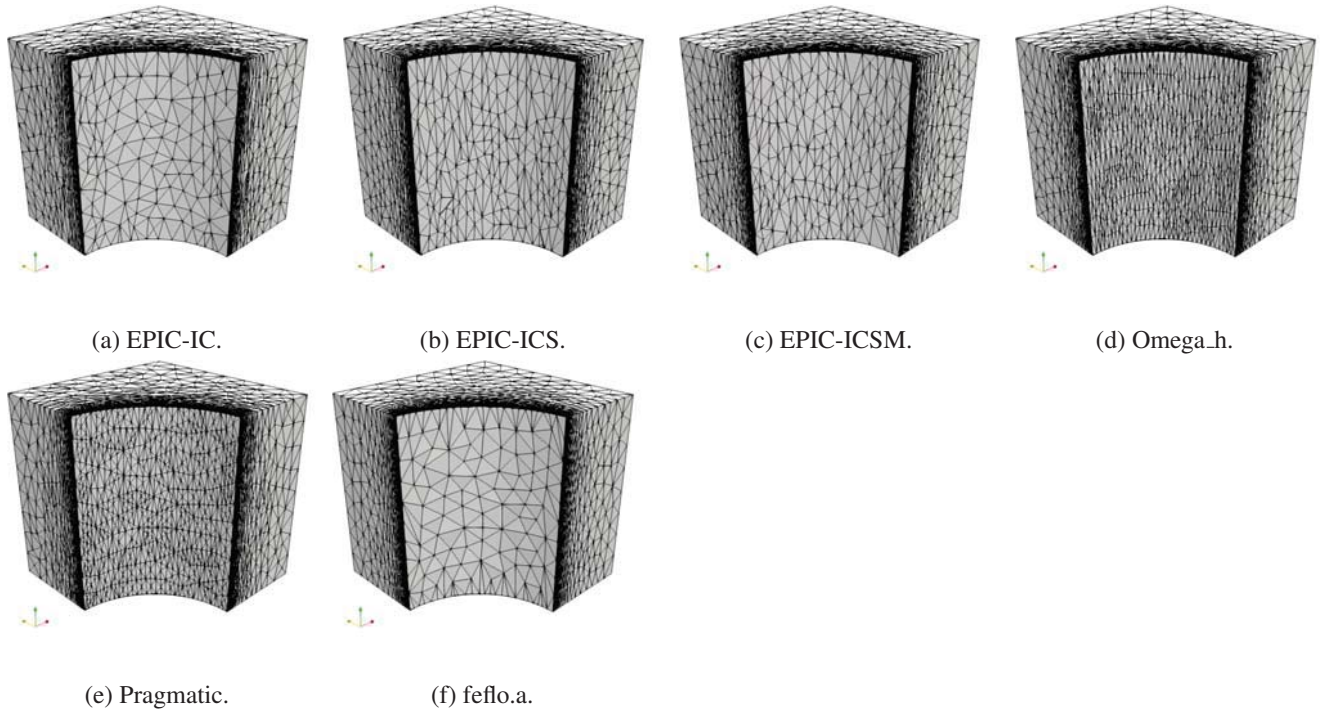 (a) EPIC-IC.
(b) EPIC-ICS.
(c) EPIC-ICSM.
(d) Omega_h.
(e) Pragmatic.
(f) feflo.a.